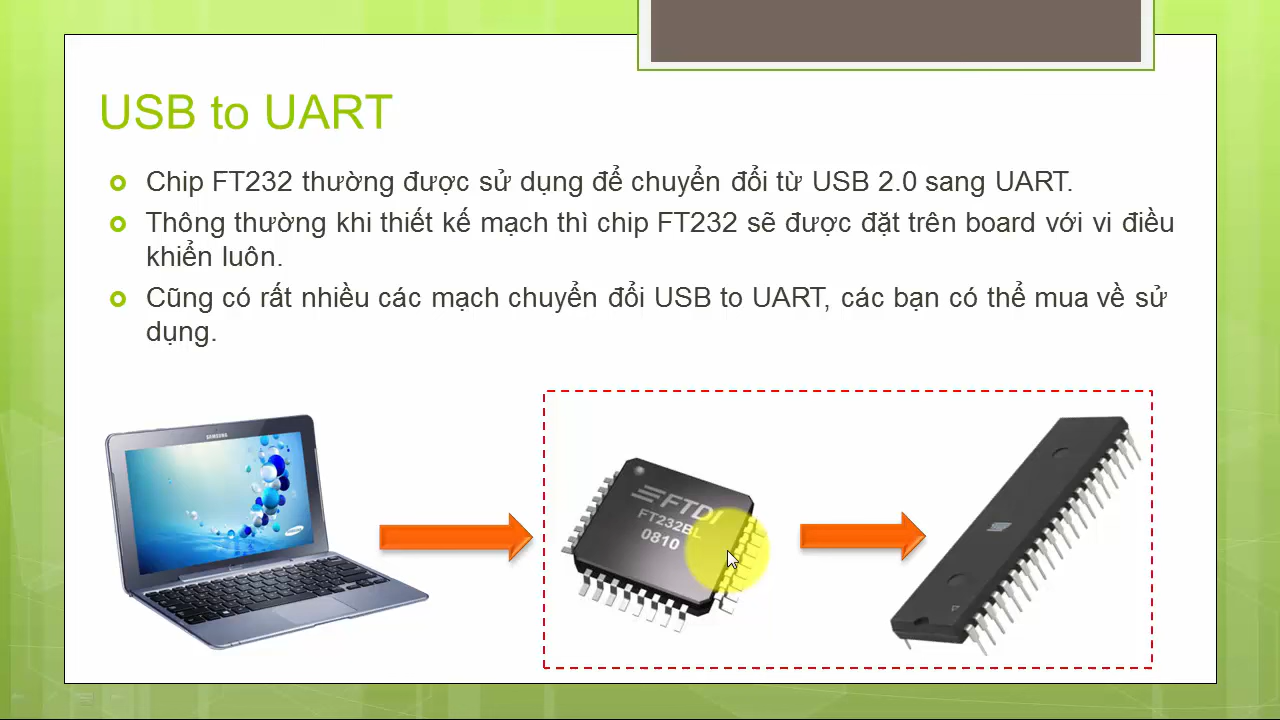 USB to UART
Chip FT232 thường được sử dụng để chuyển đổi từ USB 2.0 sang UART.
Thông thường khi thiết kế mạch thì chip FT232 sẽ được đặt trên board với vi điều
khiển luôn.
Cũng có rất nhiều các mạch chuyển đổi USB to UART, các bạn có thể mua về sử
dụng.
SAMSUNG
FTDI
FT232BL
0810